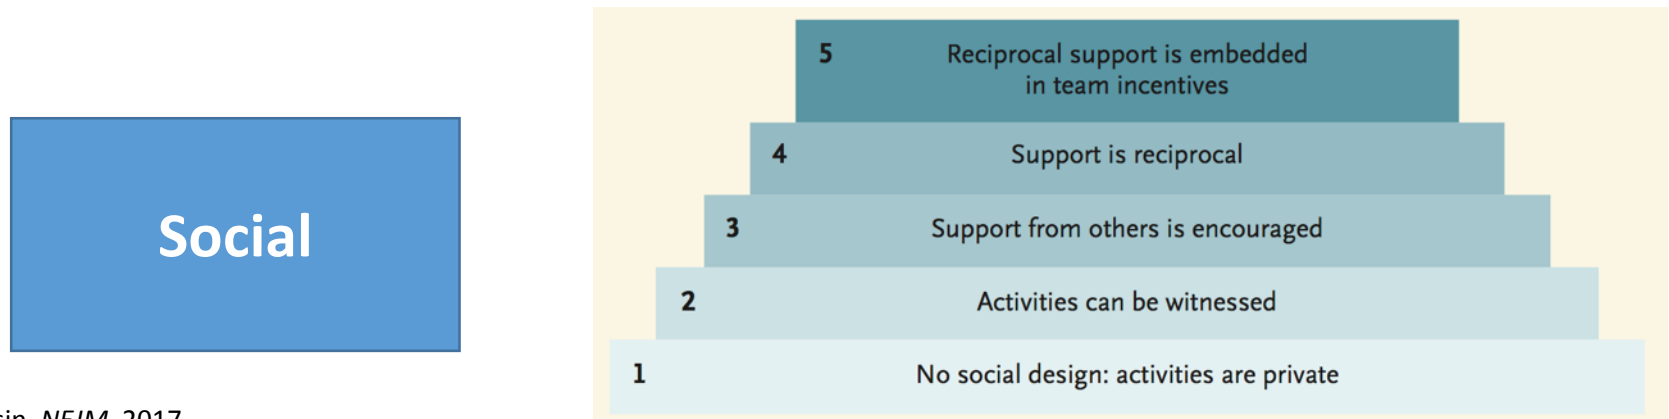 Social
5 Reciprocal support is embedded
in team incentives
4 Support is reciprocal
3 Support from others is encouraged
2 Activities can be witnessed
1 No social design: activities are private
NEJM, 2017